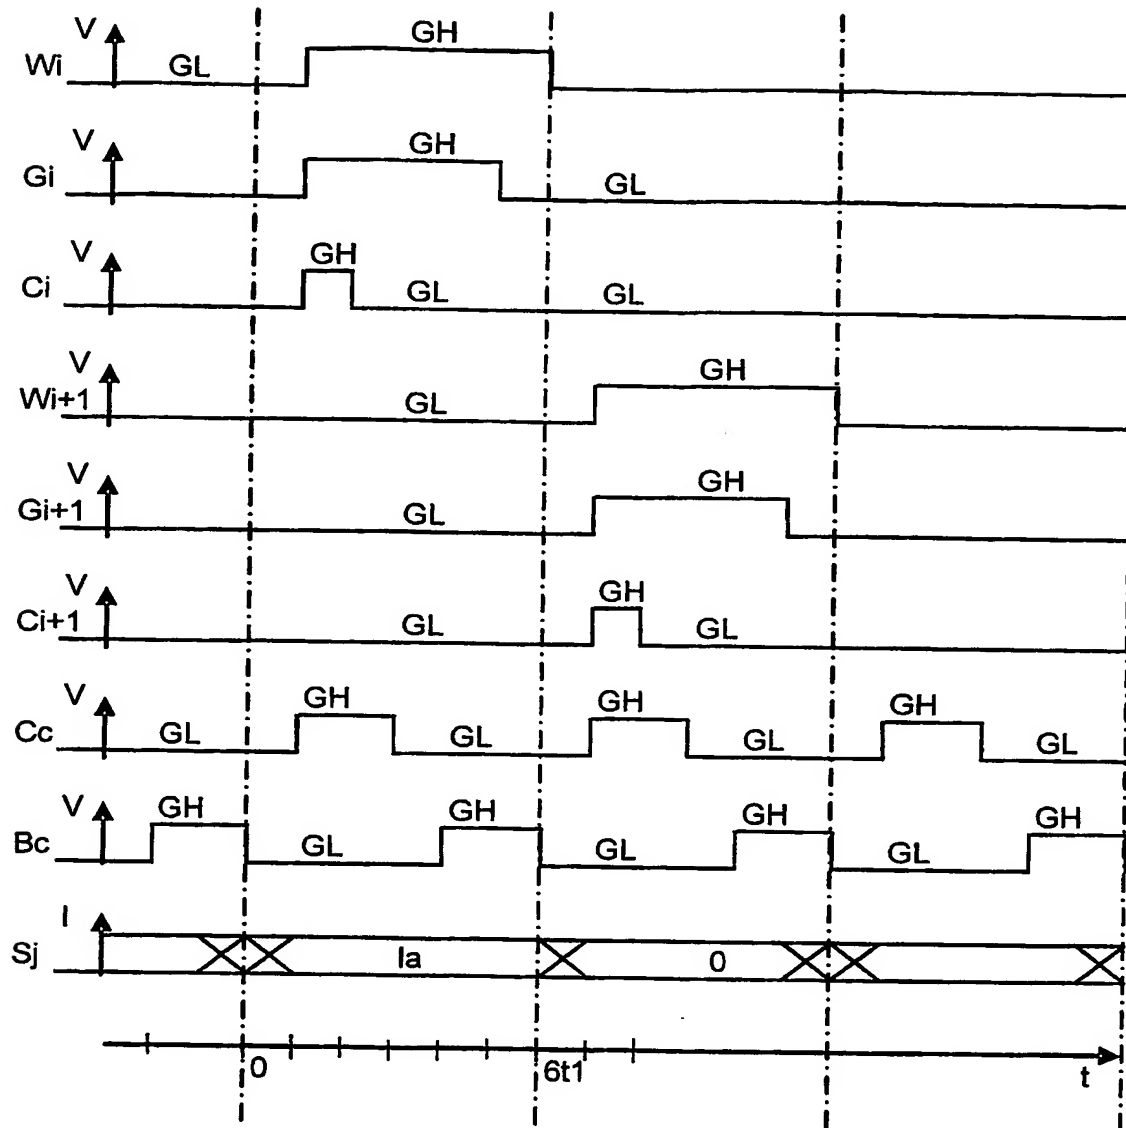 V
GH
Wi
GL
V
GH
Gi
GL
V
GH
Ci
GL GL
V
GH
Wi+1
GL
V
GH
Gi+1
GL
V
GH
Ci+1
GL GL
V
GH GH GH
Cc
GL GL GL GL
V
GH GH GH GH
Bc
GL GL GL
I
Sj
Ia 0
0 6t1 t